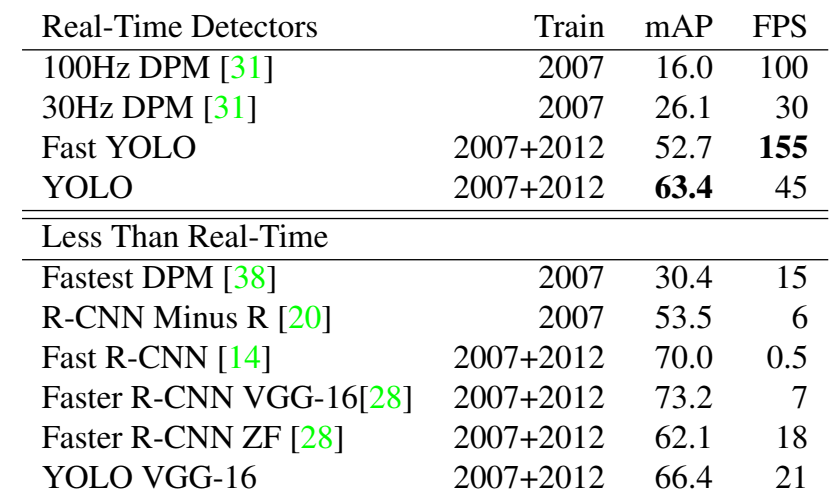 Real-Time Detectors Train mAP FPS
100Hz DPM [31] 2007 16.0 100
30Hz DPM [31] 2007 26.1 30
Fast YOLO 2007+2012 52.7 155
YOLO 2007+2012 63.4 45
Less Than Real-Time
Fastest DPM [38] 2007 30.4 15
R-CNN Minus R [20] 2007 53.5 6
Fast R-CNN [14] 2007+2012 70.0 0.5
Faster R-CNN VGG-16[28] 2007+2012 73.2 7
Faster R-CNN ZF [28] 2007+2012 62.1 18
YOLO VGG-16 2007+2012 66.4 21